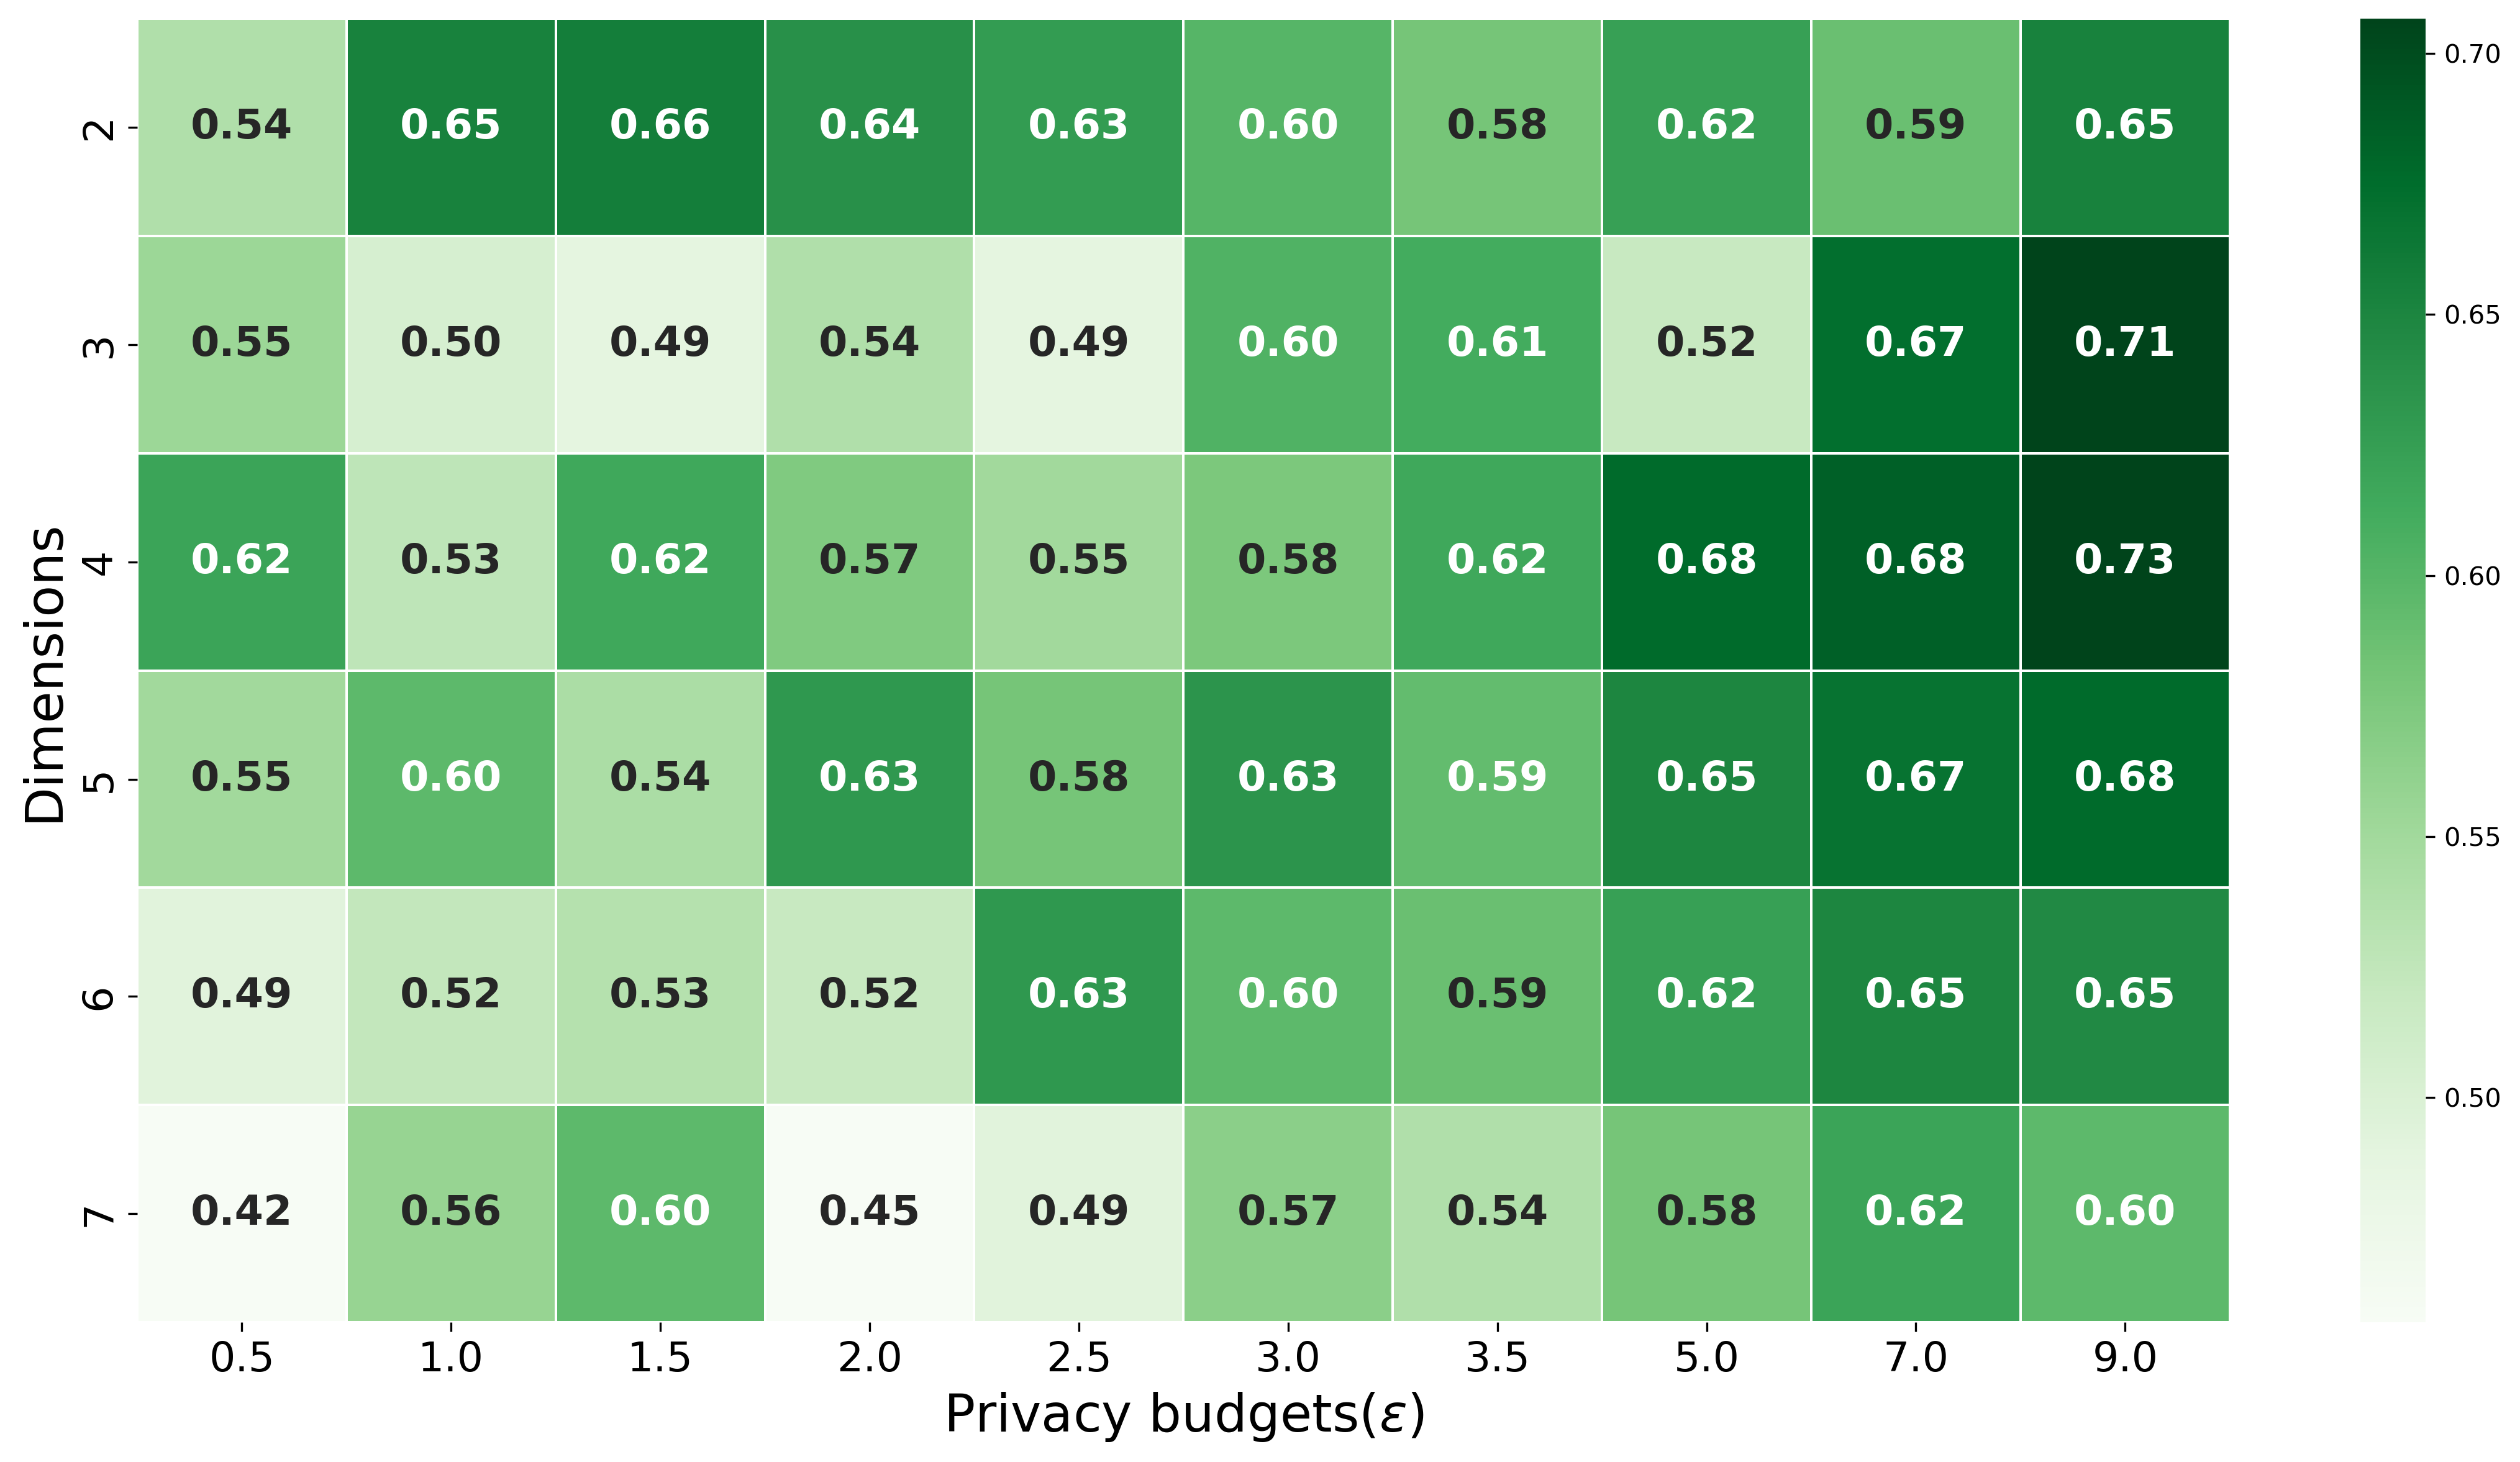 2 0.54 0.65 0.66 0.64 0.63 0.60 0.58 0.62 0.59 0.65
3 0.55 0.50 0.49 0.54 0.49 0.60 0.61 0.52 0.67 0.71
4 0.62 0.53 0.62 0.57 0.55 0.58 0.62 0.68 0.68 0.73
5 0.55 0.60 0.54 0.63 0.58 0.63 0.59 0.65 0.67 0.68
6 0.49 0.52 0.53 0.52 0.63 0.60 0.59 0.62 0.65 0.65
7 0.42 0.56 0.60 0.45 0.49 0.57 0.54 0.58 0.62 0.60
0.5 1.0 1.5 2.0 2.5 3.0 3.5 5.0 7.0 9.0
Privacy budgets(ε)
Dimensions
0.70
0.65
0.60
0.55
0.50